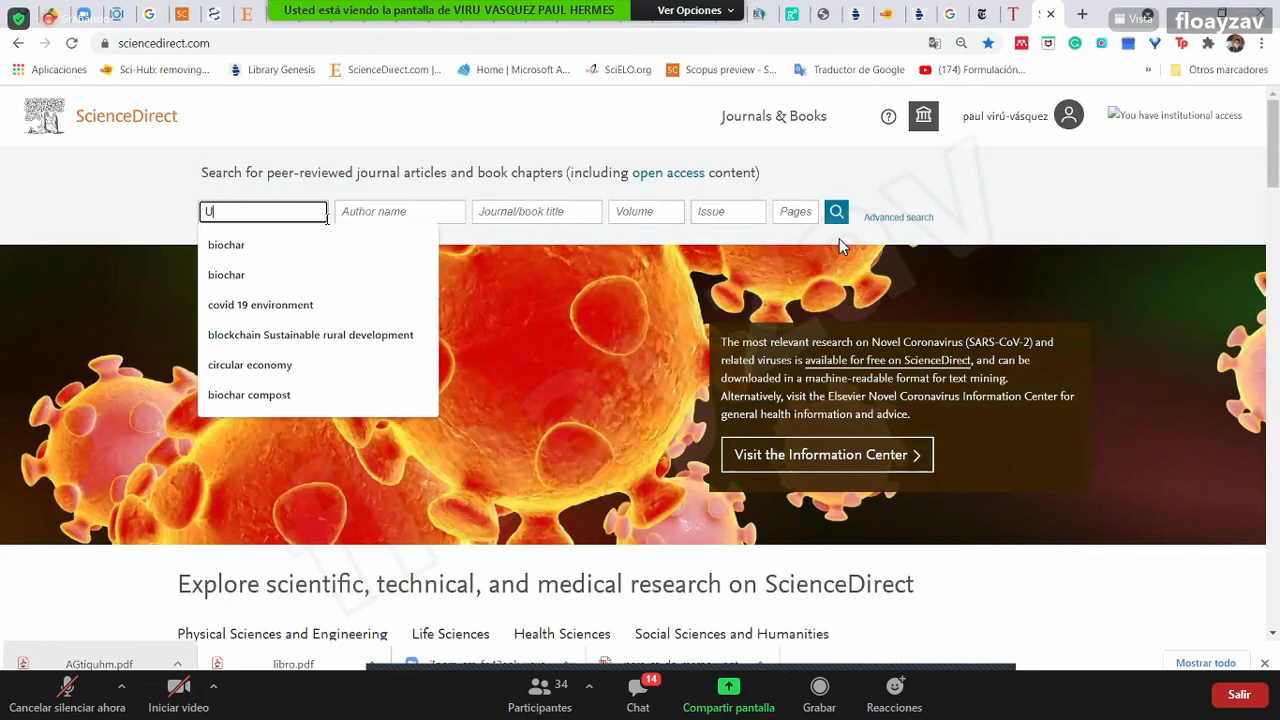 Usted está viendo la pantalla de VIRU VASQUEZ PAUL HERMES
Ver Opciones
Vista
floayzav
sciencedirect.com
Aplicaciones
Sci-Hub: removing...
Library Genesis
ScienceDirect.com |...
Home | Microsoft A...
SciELO.org
Scopus preview - S...
Traductor de Google
(174) Formulación...
»
Otros marcadores
ScienceDirect
Journals & Books
paul virú-vásquez
You have institutional access
Search for peer-reviewed journal articles and book chapters (including open access content)
U
Author name
Journal/book title
Volume
Issue
Pages
Advanced search
biochar
biochar
covid 19 environment
blockchain Sustainable rural development
circular economy
biochar compost
The most relevant research on Novel Coronavirus (SARS-CoV-2) and
related viruses is available for free on ScienceDirect, and can be
downloaded in a machine-readable format for text mining.
Alternatively, visit the Elsevier Novel Coronavirus Information Center for
general health information and advice.
Visit the Information Center
Explore scientific, technical, and medical research on ScienceDirect
Physical Sciences and Engineering
Life Sciences
Health Sciences
Social Sciences and Humanities
AGtiquhm.pdf
libro.pdf
Mostrar todo
34
14
Cancelar silenciar ahora
Iniciar video
Participantes
Chat
Compartir pantalla
Grabar
Reacciones
Salir